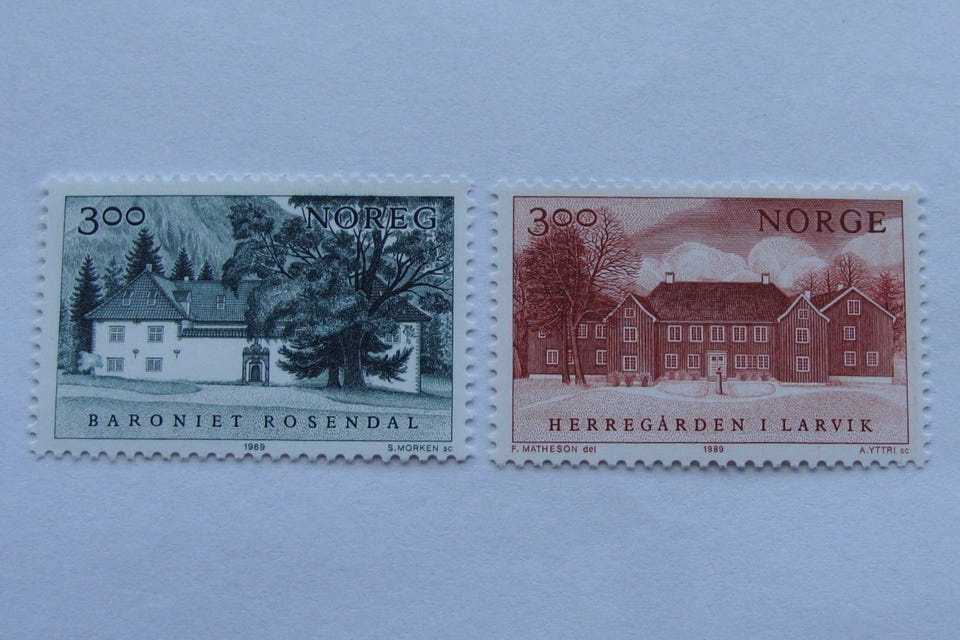 3.00 NOREG
BARONIET ROSENDAL
1989 S. MORKEN sc
3.00 NORGE
HERREGÅRDEN I LARVIK
F. MATHESON del 1989 A. YTTRI sc